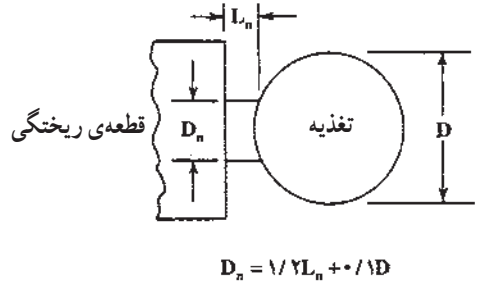 Lₙ
قطعه‌ی ریختگی
Dₙ
تغذیه
D
Dₙ = ۱/۲Lₙ + ۰/۱D